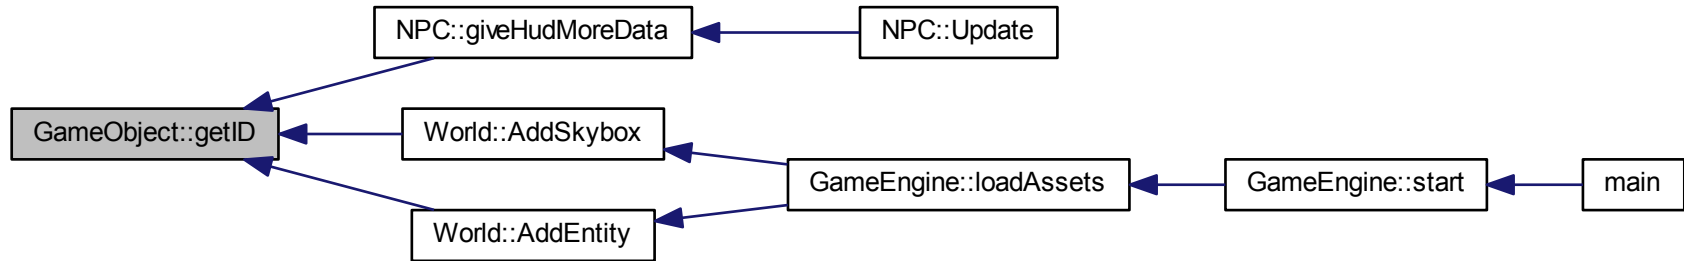 NPC::giveHudMoreData
NPC::Update
GameObject::getID
World::AddSkybox
GameEngine::loadAssets
GameEngine::start
main
World::AddEntity